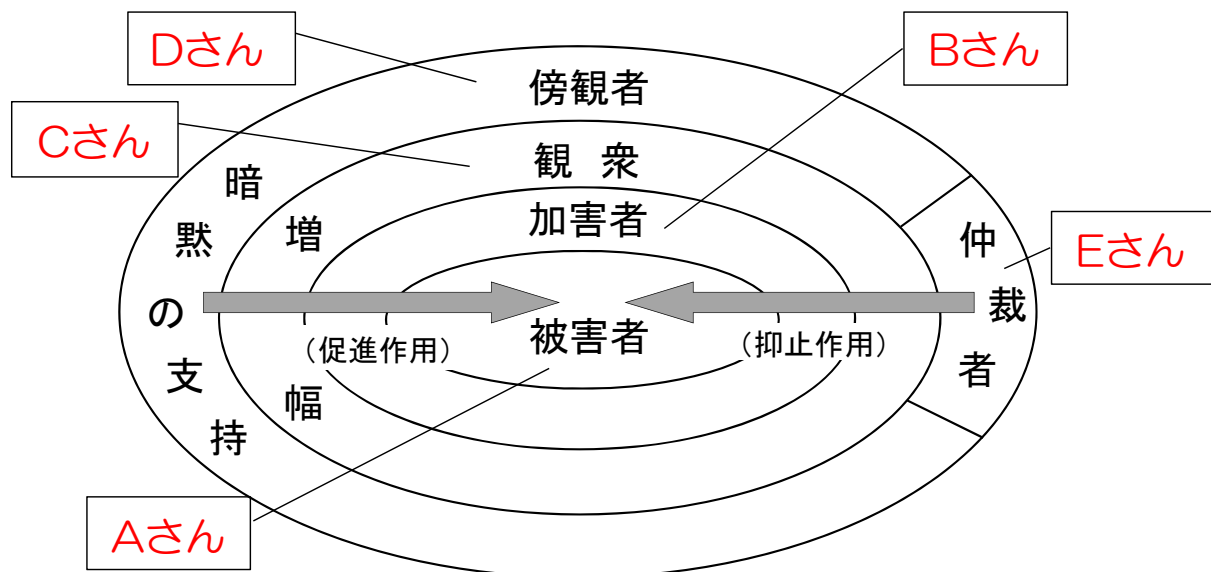 Dさん
Bさん
傍観者
Cさん
観衆
暗黙の支持
増幅
加害者
仲裁者
Eさん
被害者
（促進作用）
（抑止作用）
Aさん